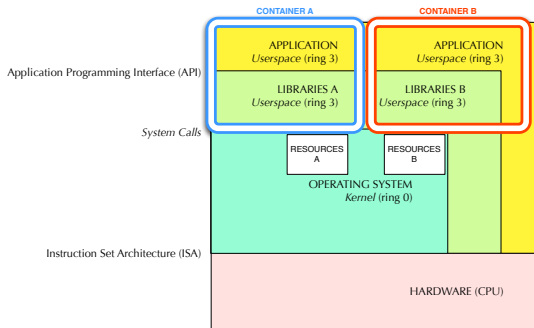 CONTAINER A
CONTAINER B
APPLICATION
Userspace (ring 3)
APPLICATION
Userspace (ring 3)
Application Programming Interface (API)
LIBRARIES A
Userspace (ring 3)
LIBRARIES B
Userspace (ring 3)
System Calls
RESOURCES
A
RESOURCES
B
OPERATING SYSTEM
Kernel (ring 0)
Instruction Set Architecture (ISA)
HARDWARE (CPU)